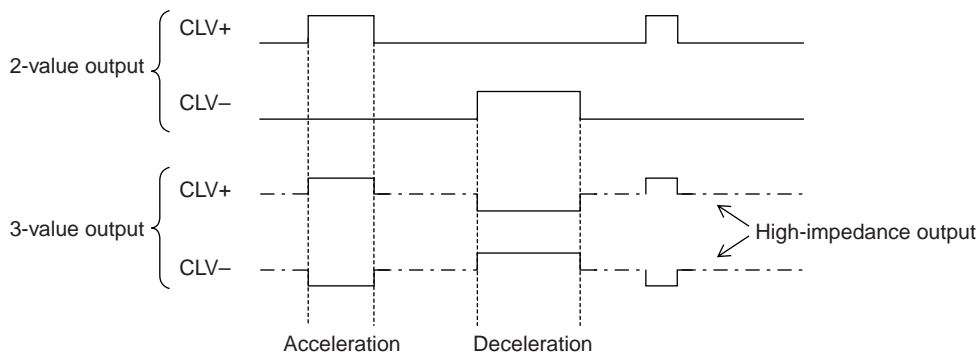 CLV+
2-value output
CLV–
CLV+
3-value output
High-impedance output
CLV–
Acceleration
Deceleration